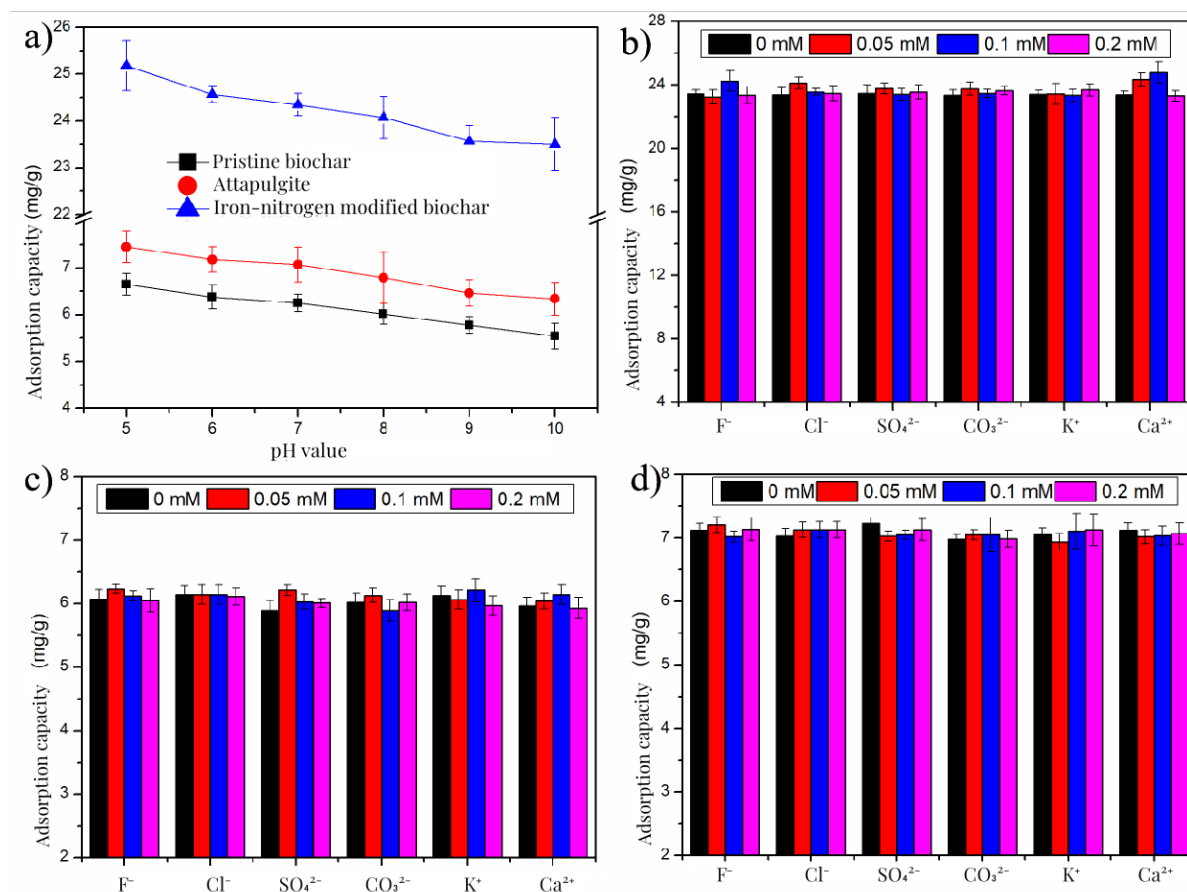 a)
26
25
24
23
22
7
6
5
4
Adsorption capacity (mg/g)
Pristine biochar
Attapulgite
Iron-nitrogen modified biochar
5 6 7 8 9 10
pH value
b)
0 mM 0.05 mM 0.1 mM 0.2 mM
28
24
20
16
12
8
4
Adsorption capacity (mg/g)
F⁻ Cl⁻ SO₄²⁻ CO₃²⁻ K⁺ Ca²⁺
c)
0 mM 0.05 mM 0.1 mM 0.2 mM
8
7
6
5
4
3
2
Adsorption capacity (mg/g)
F⁻ Cl⁻ SO₄²⁻ CO₃²⁻ K⁺ Ca²⁺
d)
0 mM 0.05 mM 0.1 mM 0.2 mM
8
7
6
5
4
3
2
Adsorption capacity (mg/g)
F⁻ Cl⁻ SO₄²⁻ CO₃²⁻ K⁺ Ca²⁺